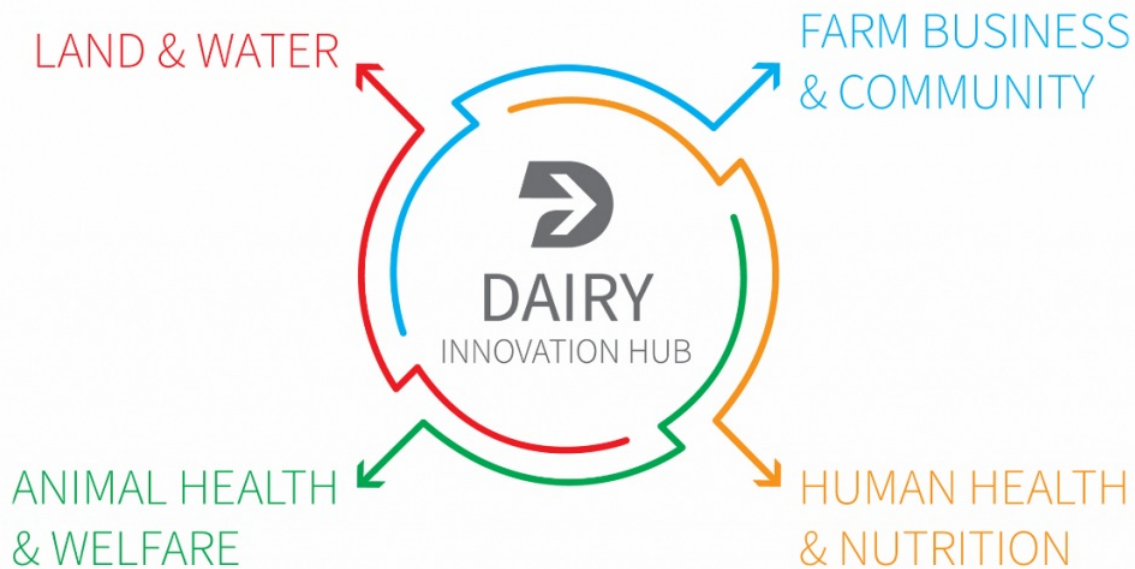 LAND & WATER
FARM BUSINESS
& COMMUNITY
DAIRY
INNOVATION HUB
ANIMAL HEALTH
& WELFARE
HUMAN HEALTH
& NUTRITION